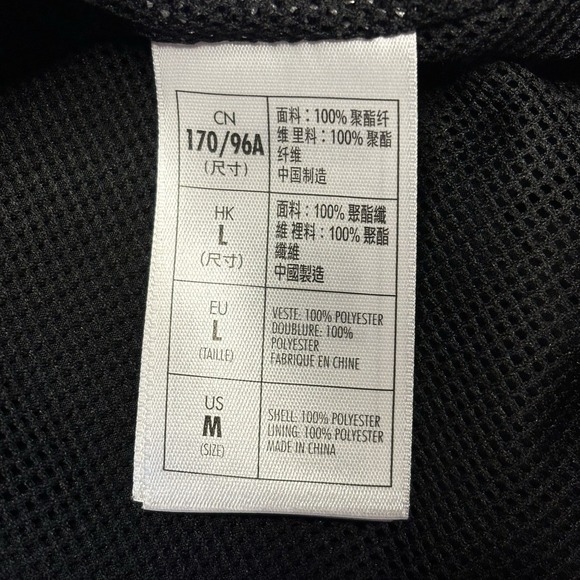 CN
170/96A
(尺寸)
面料：100% 聚酯纤
维 里料：100% 聚酯
纤维
中国制造
HK
L
(尺寸)
面料：100% 聚酯纖
維 裡料：100% 聚酯
纖維
中國製造
EU
L
(TAILLE)
VESTE: 100% POLYESTER
DOUBLURE: 100%
POLYESTER
FABRIQUE EN CHINE
US
M
(SIZE)
SHELL: 100% POLYESTER
LINING: 100% POLYESTER
MADE IN CHINA